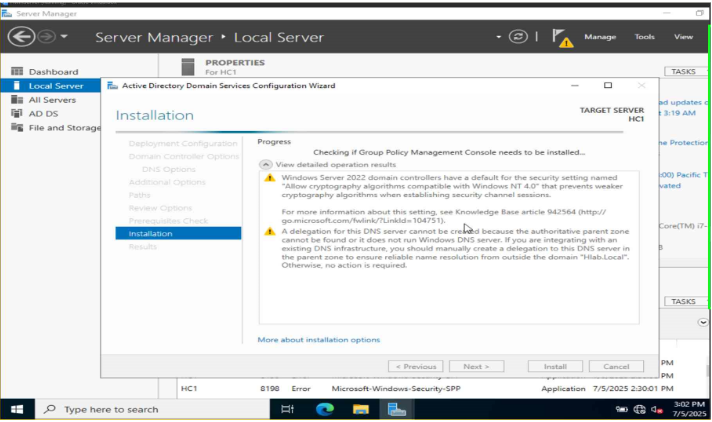 Server Manager
Server Manager • Local Server
Manage Tools View
Dashboard
Local Server
All Servers
AD DS
File and Storage
PROPERTIES
For HC1
TASKS
Active Directory Domain Services Configuration Wizard
Installation
TARGET SERVER
HC1
Deployment Configuration
Domain Controller Options
DNS Options
Additional Options
Paths
Review Options
Prerequisites Check
Installation
Results
Progress
Checking if Group Policy Management Console needs to be installed...
View detailed operation results
Windows Server 2022 domain controllers have a default for the security setting named
"Allow cryptography algorithms compatible with Windows NT 4.0" that prevents weaker
cryptography algorithms when establishing security channel sessions.
For more information about this setting, see Knowledge Base article 942564 (http://
go.microsoft.com/fwlink/?LinkId=104751).
A delegation for this DNS server cannot be created because the authoritative parent zone
cannot be found or it does not run Windows DNS server. If you are integrating with an
existing DNS infrastructure, you should manually create a delegation to this DNS server in
the parent zone to ensure reliable name resolution from outside the domain "Hlab.Local".
Otherwise, no action is required.
More about installation options
< Previous Next > Install Cancel
ad updates
3:19 AM
Protection
:00) Pacific T
vated
Core(TM) i7-
TASKS
PM
PM
HC1 8198 Error Microsoft-Windows-Security-SPP Application 7/5/2025 2:30:01 PM
Type here to search
3:02 PM
7/5/2025